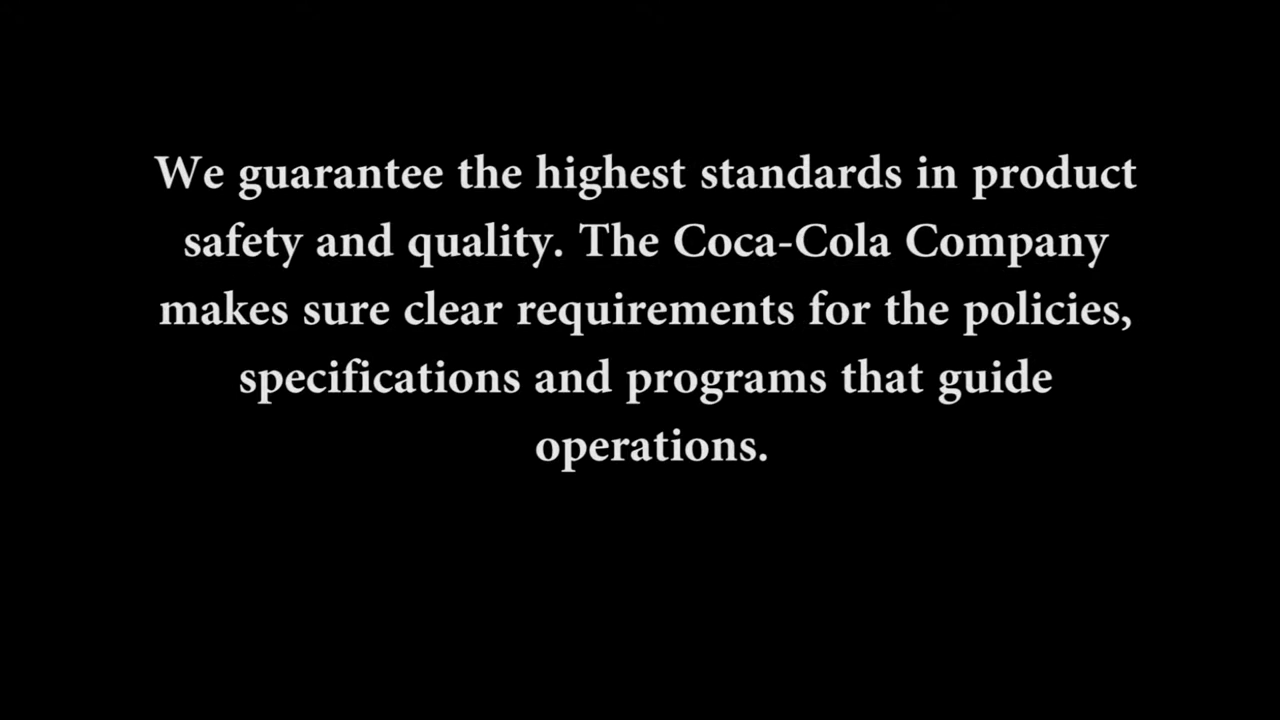 We guarantee the highest standards in product
safety and quality. The Coca-Cola Company
makes sure clear requirements for the policies,
specifications and programs that guide
operations.